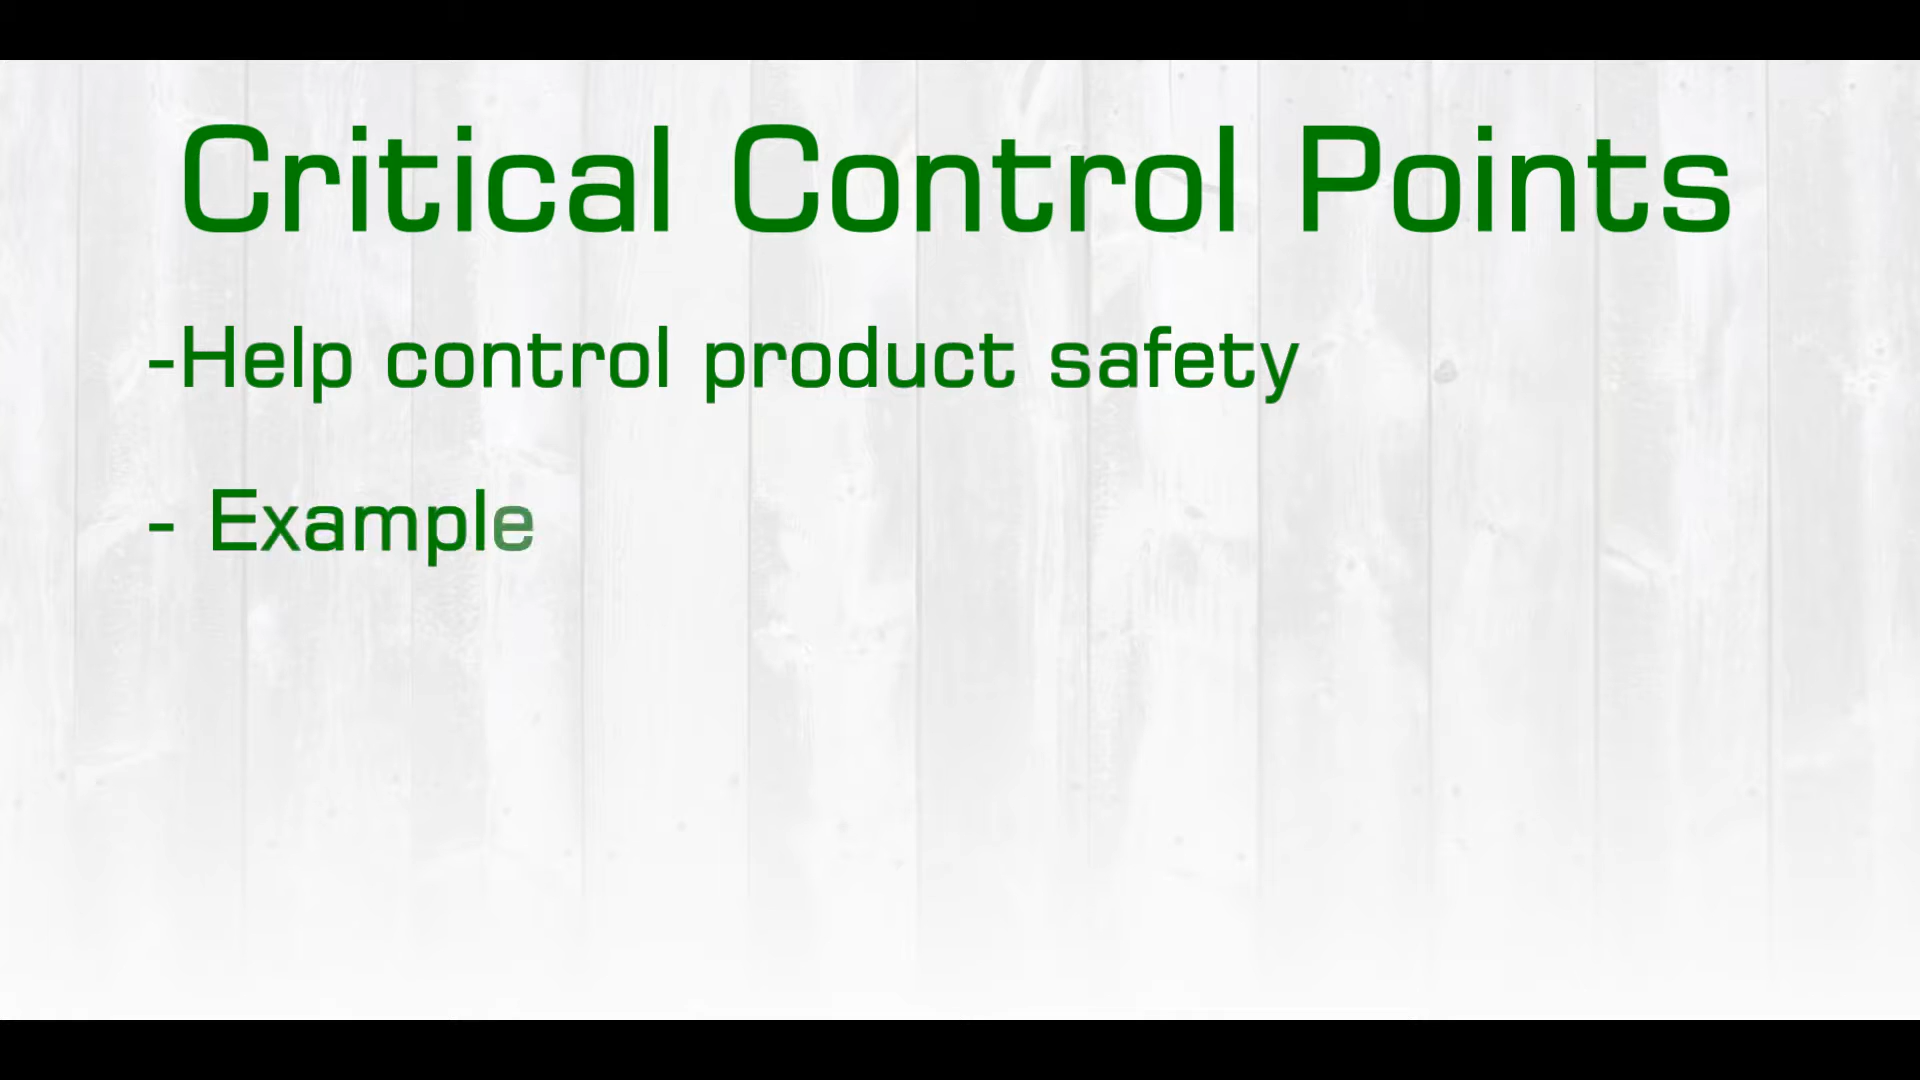 Critical Control Points
-Help control product safety
- Example